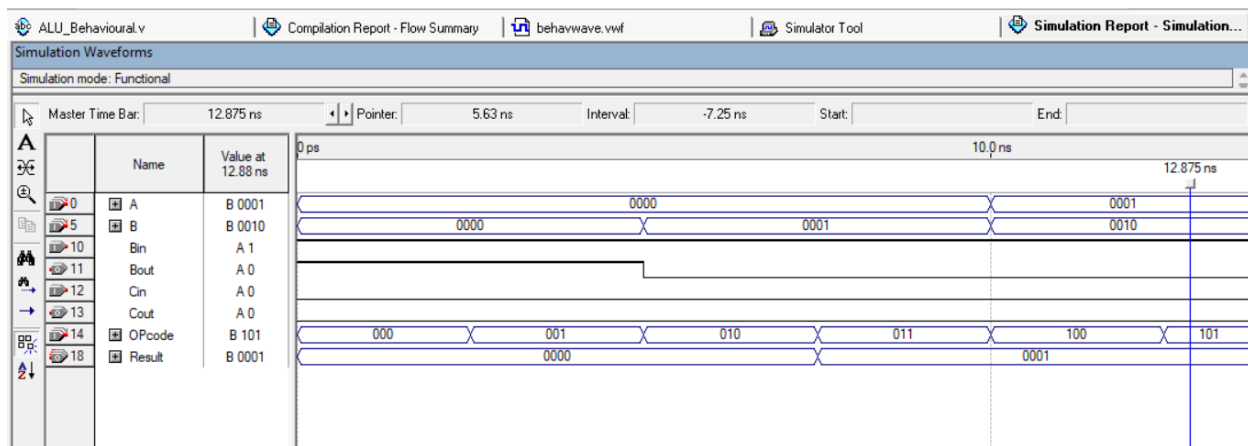 abc ALU_Behavioural.v Compilation Report - Flow Summary behavwave.vwf Simulator Tool Simulation Report - Simulation...
Simulation Waveforms
Simulation mode: Functional
Master Time Bar: 12.875 ns Pointer: 5.63 ns Interval: -7.25 ns Start: End:
A
Name Value at 12.88 ns 0 ps 10.0 ns
12.875 ns
0 A B 0001 0000 0001
5 B B 0010 0000 0001 0010
10 Bin A 1
11 Bout A 0
12 Cin A 0
13 Cout A 0
14 OPcode B 101 000 001 010 011 100 101
18 Result B 0001 0000 0001
A
Z